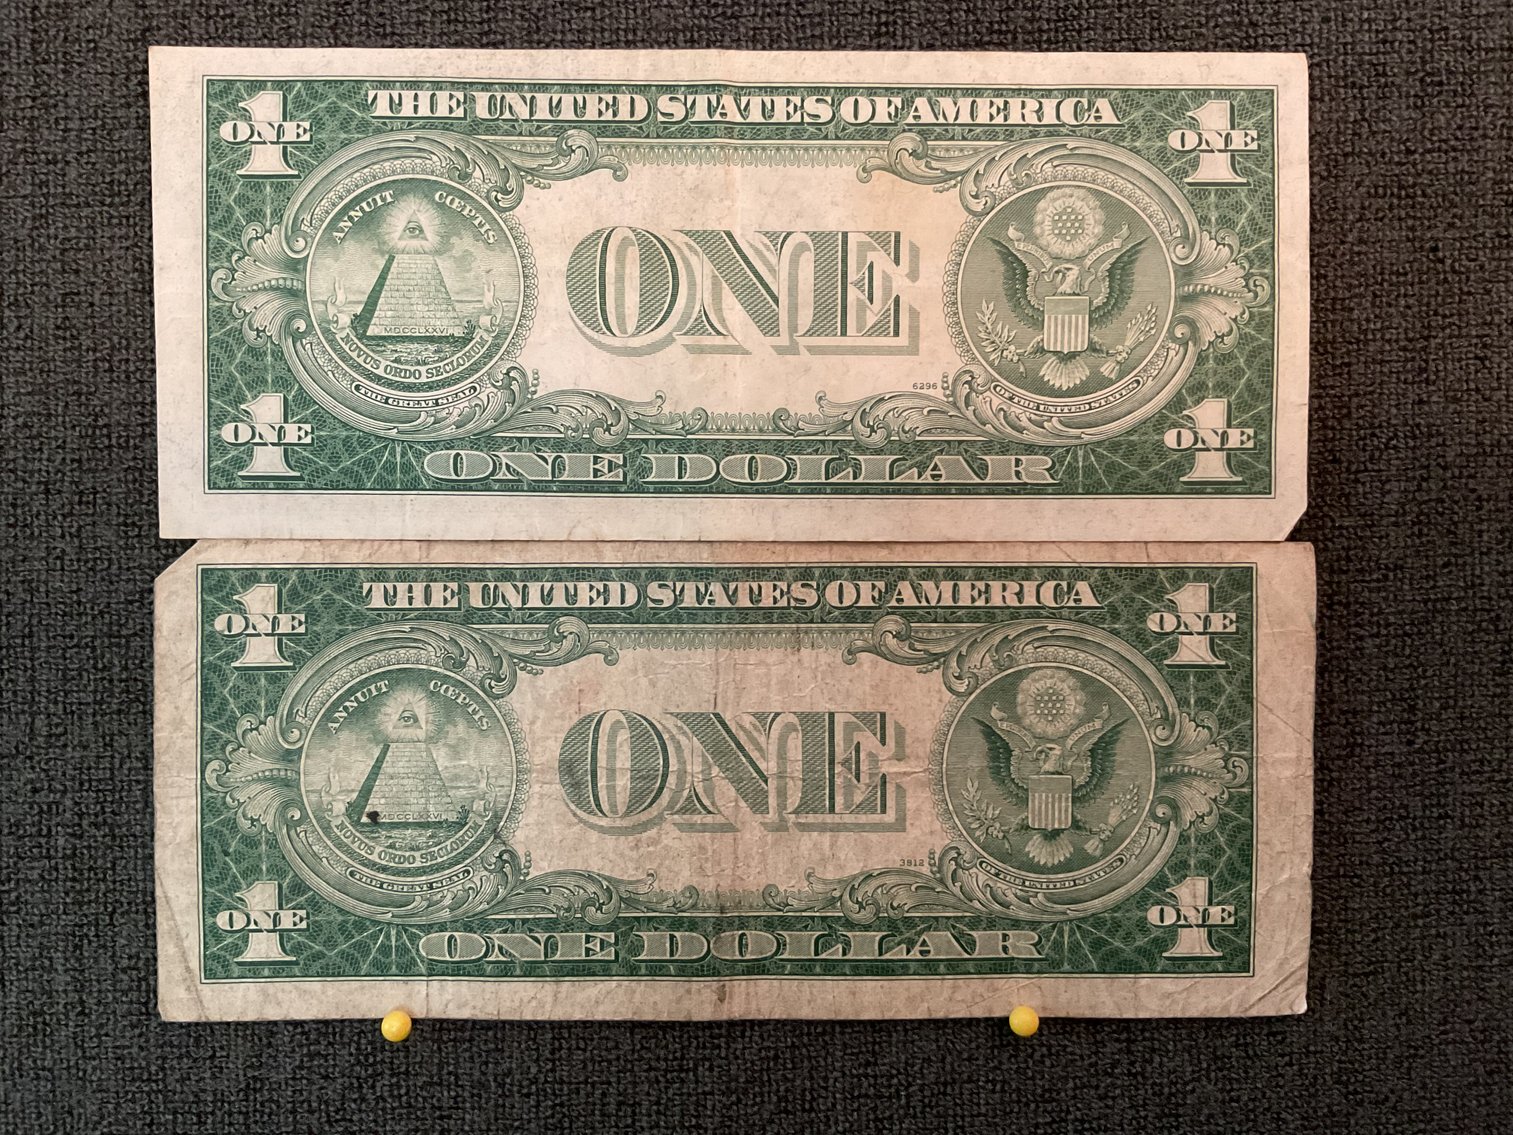 THE UNITED STATES OF AMERICA
1 ONE
1 ONE
ANNUIT CŒPTIS
ONE
MDCCLXXVI
NOVUS ORDO SECLORUM
THE GREAT SEAL
6296
OF THE UNITED STATES
1 ONE
1 ONE
ONE DOLLAR
THE UNITED STATES OF AMERICA
1 ONE
1 ONE
ANNUIT CŒPTIS
ONE
MDCCLXXVI
NOVUS ORDO SECLORUM
THE GREAT SEAL
3812
OF THE UNITED STATES
1 ONE
1 ONE
ONE DOLLAR